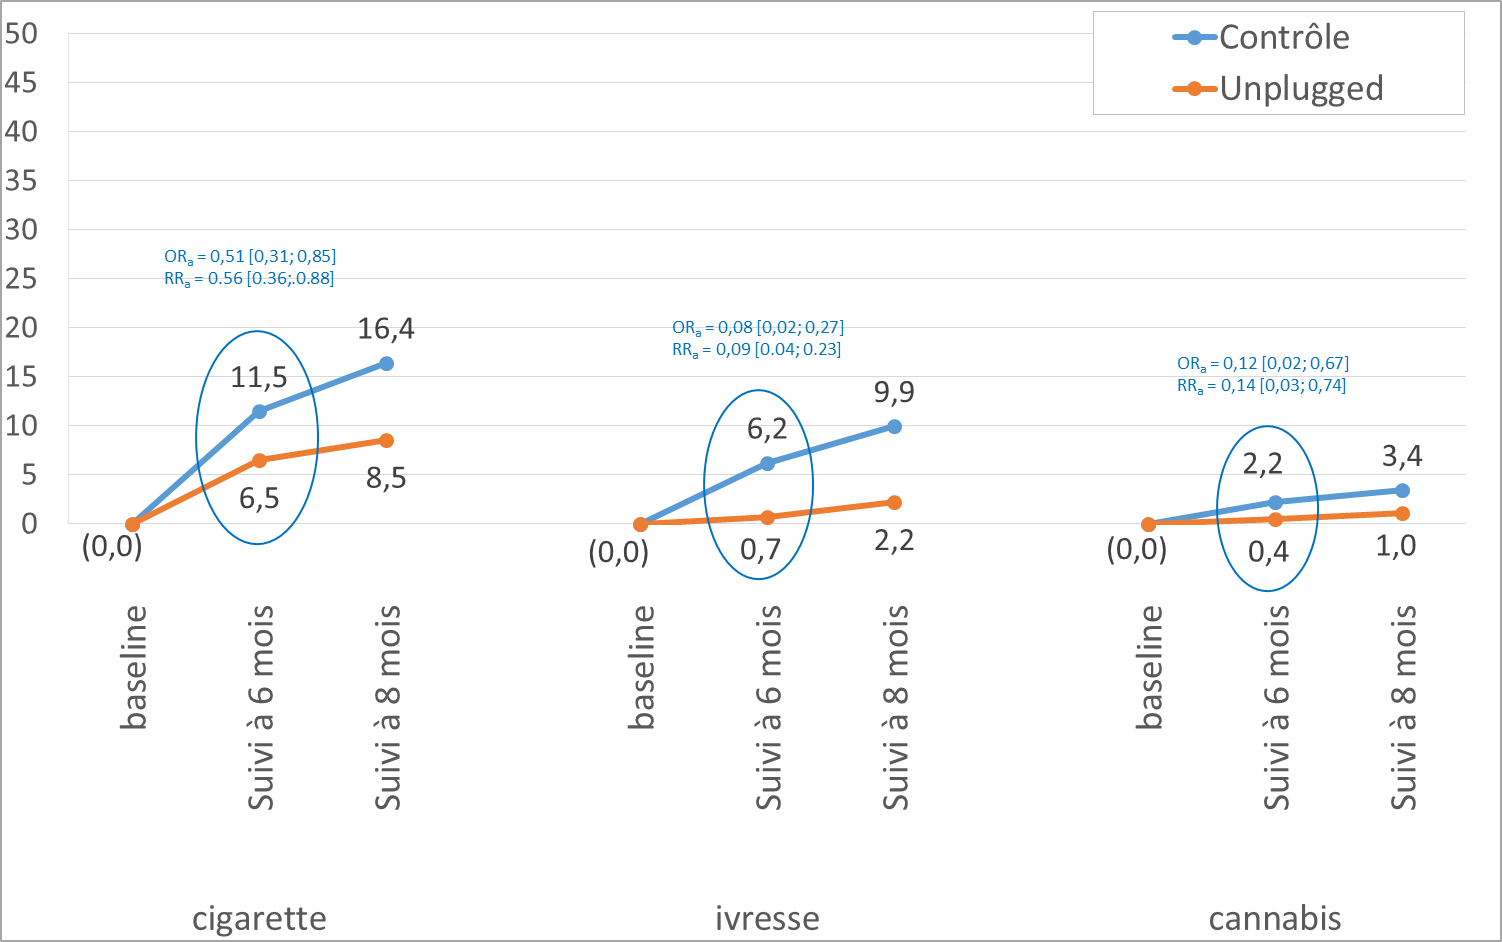 50
45
40
35
30
25
20
15
10
5
0
Contrôle
Unplugged
ORa = 0,51 [0,31; 0,85]
RRa = 0.56 [0.36;.0.88]
16,4
11,5
6,5
8,5
(0,0)
ORa = 0,08 [0,02; 0,27]
RRa = 0,09 [0.04; 0.23]
9,9
6,2
0,7
2,2
(0,0)
ORa = 0,12 [0,02; 0,67]
RRa = 0,14 [0,03; 0,74]
3,4
2,2
0,4
1,0
(0,0)
baseline
Suivi à 6 mois
Suivi à 8 mois
baseline
Suivi à 6 mois
Suivi à 8 mois
baseline
Suivi à 6 mois
Suivi à 8 mois
cigarette
ivresse
cannabis